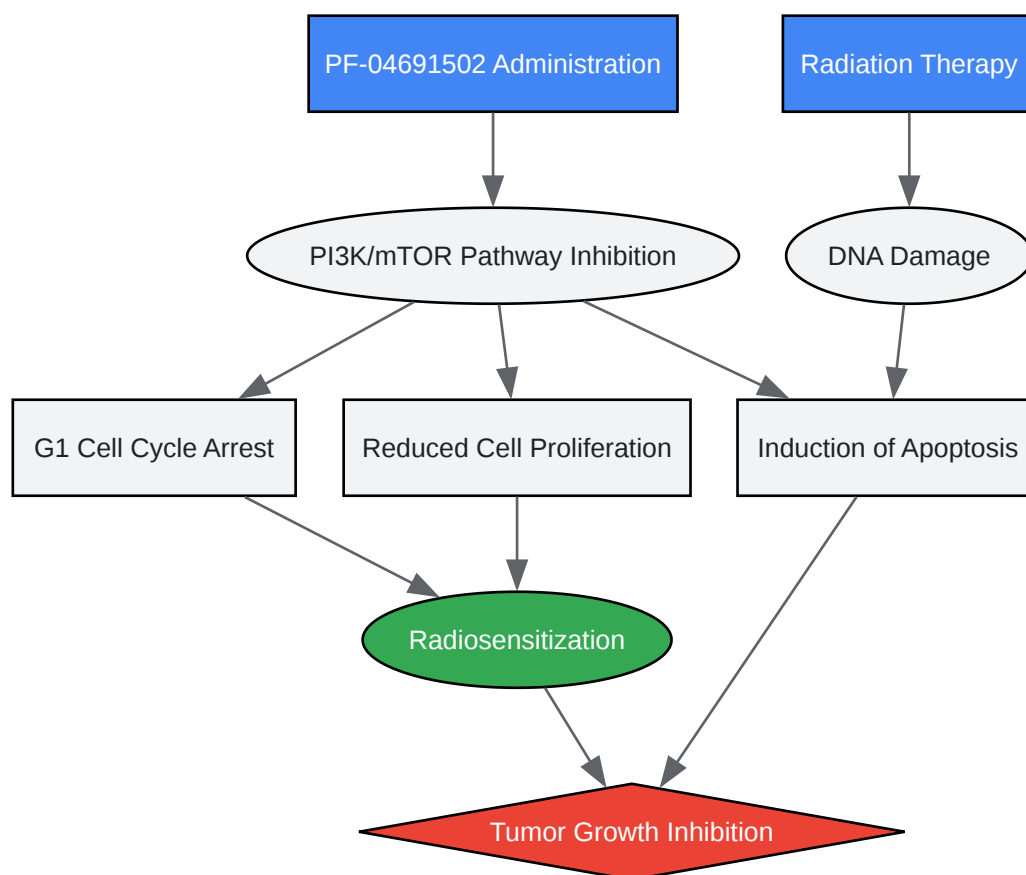 PF-04691502 Administration
Radiation Therapy
PI3K/mTOR Pathway Inhibition
DNA Damage
G1 Cell Cycle Arrest
Reduced Cell Proliferation
Induction of Apoptosis
Radiosensitization
Tumor Growth Inhibition